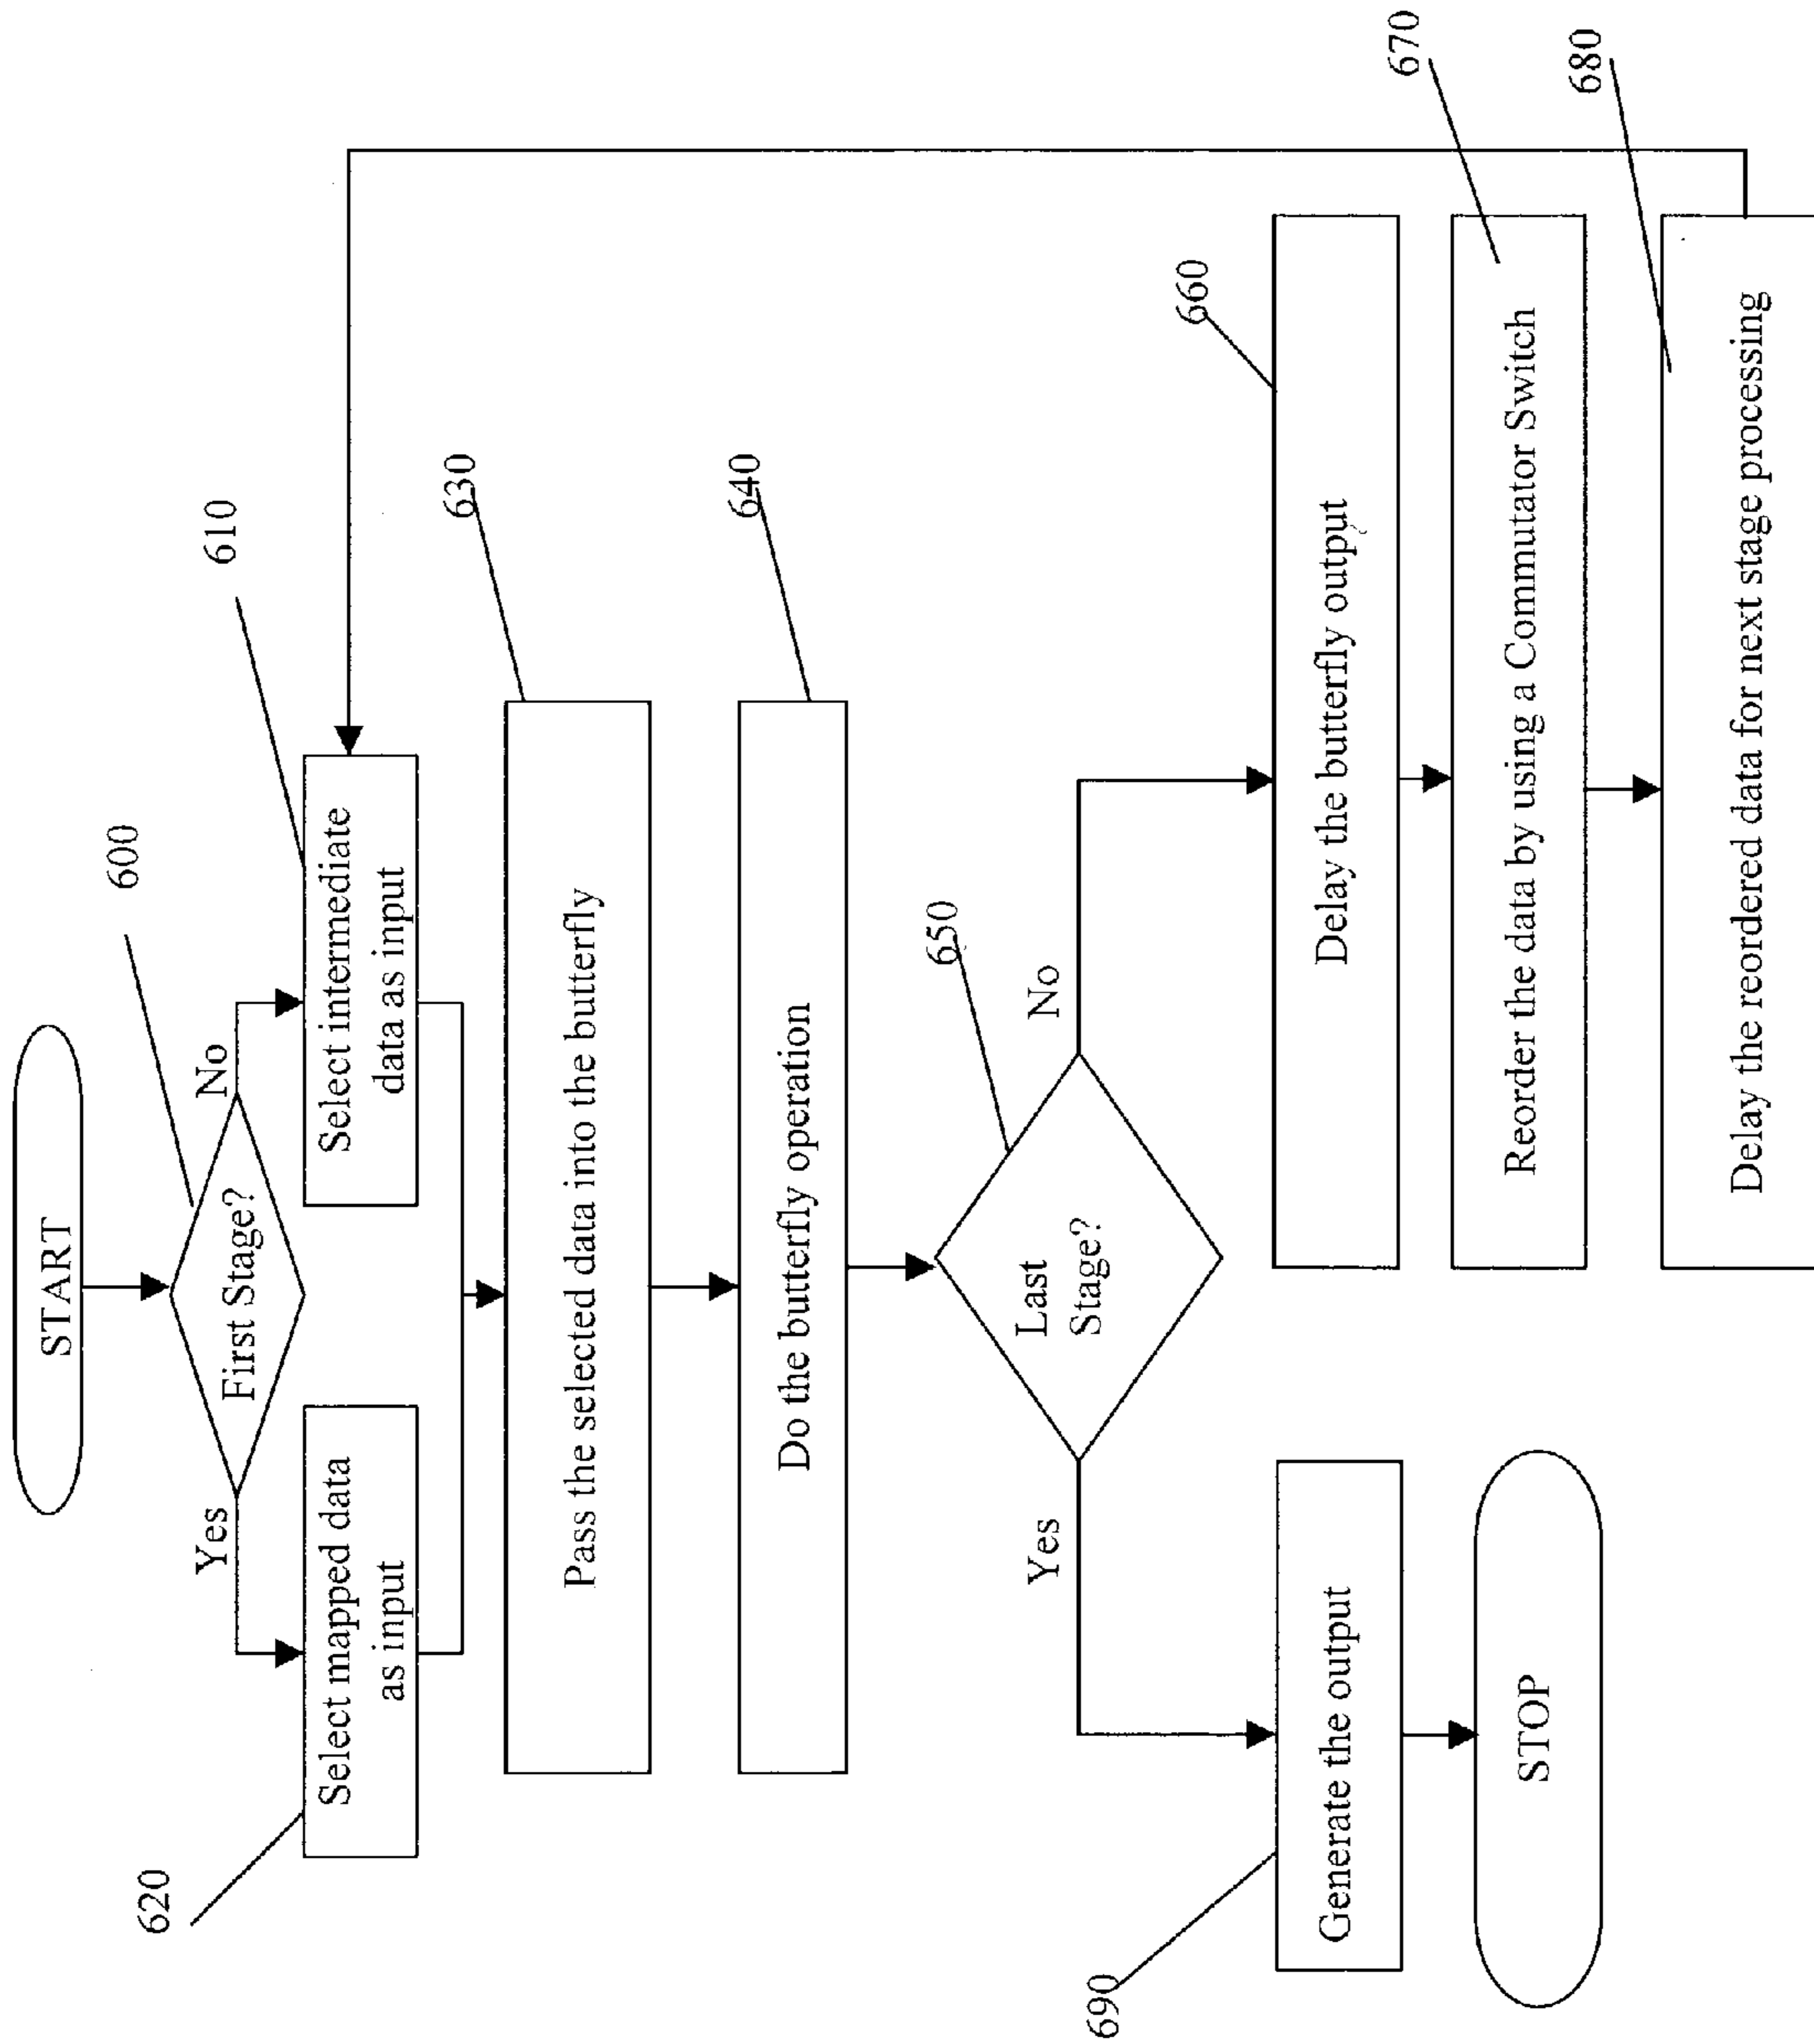 START
600
First Stage?
Yes
No
610
620
Select mapped data
as input
Select intermediate
data as input
630
Pass the selected data into the butterfly
640
Do the butterfly operation
650
Last
Stage?
Yes
No
660
690
Generate the output
Delay the butterfly output
670
STOP
Reorder the data by using a Commutator Switch
680
Delay the reordered data for next stage processing